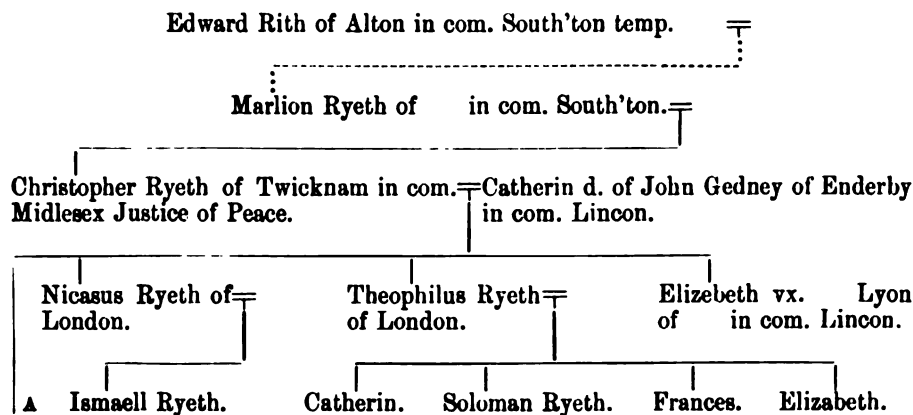 Edward Rith of Alton in com. South'ton temp.
Marlion Ryeth of in com. South'ton.
Christopher Ryeth of Twicknam in com.
Midlesex Justice of Peace.
Catherin d. of John Gedney of Enderby
in com. Lincon.
Nicasus Ryeth of
London.
Theophilus Ryeth
of London.
Elizebeth vx. Lyon
of in com. Lincon.
A Ismaell Ryeth.
Catherin. Soloman Ryeth. Frances. Elizabeth.